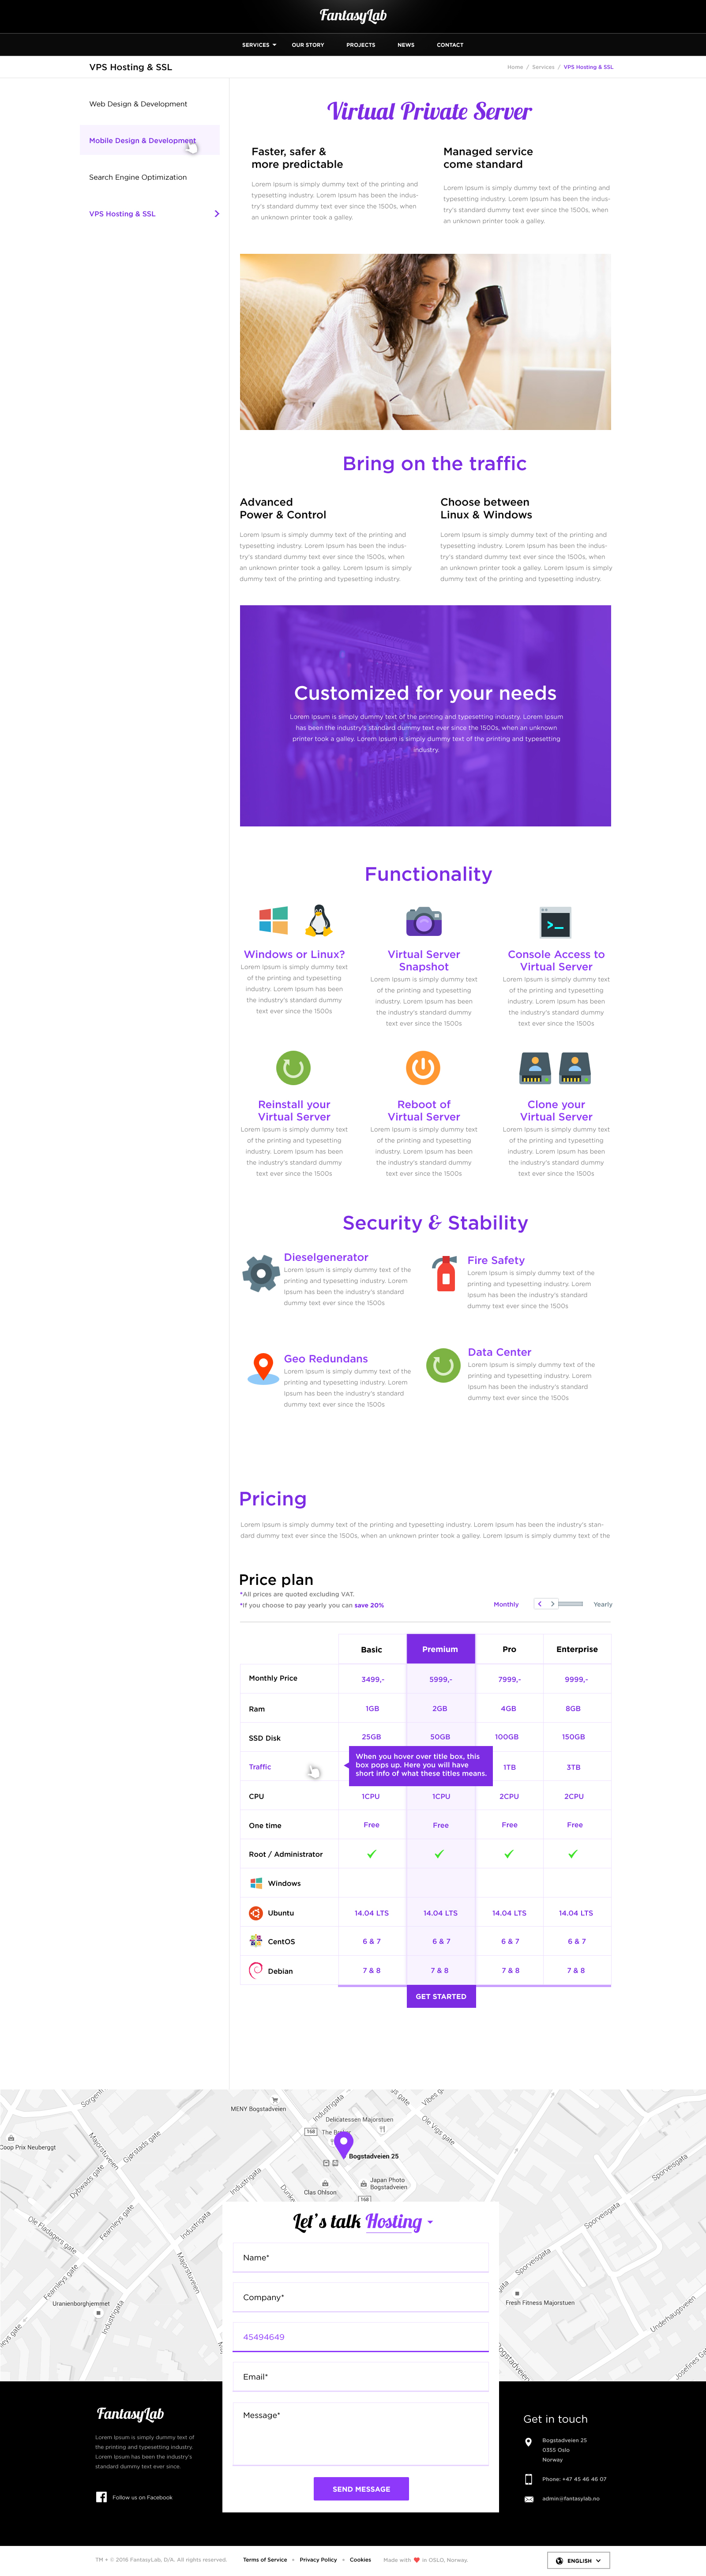 FantasyLab
SERVICES OUR STORY PROJECTS NEWS CONTACT
VPS Hosting & SSL
Home / Services / VPS Hosting & SSL
Web Design & Development
Mobile Design & Development
Search Engine Optimization
VPS Hosting & SSL
Virtual Private Server
Faster, safer &
more predictable
Lorem Ipsum is simply dummy text of the printing and
typesetting industry. Lorem Ipsum has been the indus-
try's standard dummy text ever since the 1500s, when
an unknown printer took a galley.
Managed service
come standard
Lorem Ipsum is simply dummy text of the printing and
typesetting industry. Lorem Ipsum has been the indus-
try's standard dummy text ever since the 1500s, when
an unknown printer took a galley.
Bring on the traffic
Advanced
Power & Control
Lorem Ipsum is simply dummy text of the printing and
typesetting industry. Lorem Ipsum has been the indus-
try's standard dummy text ever since the 1500s, when
an unknown printer took a galley. Lorem Ipsum is simply
dummy text of the printing and typesetting industry.
Choose between
Linux & Windows
Lorem Ipsum is simply dummy text of the printing and
typesetting industry. Lorem Ipsum has been the indus-
try's standard dummy text ever since the 1500s, when
an unknown printer took a galley. Lorem Ipsum is simply
dummy text of the printing and typesetting industry.
Customized for your needs
Lorem Ipsum is simply dummy text of the printing and typesetting industry. Lorem Ipsum
has been the industry's standard dummy text ever since the 1500s, when an unknown
printer took a galley. Lorem Ipsum is simply dummy text of the printing and typesetting
industry.
Functionality
Windows or Linux?
Lorem Ipsum is simply dummy text
of the printing and typesetting
industry. Lorem Ipsum has been
the industry's standard dummy
text ever since the 1500s
Virtual Server
Snapshot
Lorem Ipsum is simply dummy text
of the printing and typesetting
industry. Lorem Ipsum has been
the industry's standard dummy
text ever since the 1500s
Console Access to
Virtual Server
Lorem Ipsum is simply dummy text
of the printing and typesetting
industry. Lorem Ipsum has been
the industry's standard dummy
text ever since the 1500s
Reinstall your
Virtual Server
Lorem Ipsum is simply dummy text
of the printing and typesetting
industry. Lorem Ipsum has been
the industry's standard dummy
text ever since the 1500s
Reboot of
Virtual Server
Lorem Ipsum is simply dummy text
of the printing and typesetting
industry. Lorem Ipsum has been
the industry's standard dummy
text ever since the 1500s
Clone your
Virtual Server
Lorem Ipsum is simply dummy text
of the printing and typesetting
industry. Lorem Ipsum has been
the industry's standard dummy
text ever since the 1500s
Security & Stability
Dieselgenerator
Lorem Ipsum is simply dummy text of the
printing and typesetting industry. Lorem
Ipsum has been the industry's standard
dummy text ever since the 1500s
Fire Safety
Lorem Ipsum is simply dummy text of the
printing and typesetting industry. Lorem
Ipsum has been the industry's standard
dummy text ever since the 1500s
Geo Redundans
Lorem Ipsum is simply dummy text of the
printing and typesetting industry. Lorem
Ipsum has been the industry's standard
dummy text ever since the 1500s
Data Center
Lorem Ipsum is simply dummy text of the
printing and typesetting industry. Lorem
Ipsum has been the industry's standard
dummy text ever since the 1500s
Pricing
Lorem Ipsum is simply dummy text of the printing and typesetting industry. Lorem Ipsum has been the industry's stan-
dard dummy text ever since the 1500s, when an unknown printer took a galley. Lorem Ipsum is simply dummy text of the
Price plan
*All prices are quoted excluding VAT.
*If you choose to pay yearly you can save 20%
Monthly Yearly
Basic Premium Pro Enterprise
Monthly Price 3499,- 5999,- 7999,- 9999,-
Ram 1GB 2GB 4GB 8GB
SSD Disk 25GB 50GB 100GB 150GB
When you hover over title box, this
box pops up. Here you will have
short info of what these titles means.
Traffic 1TB 3TB
CPU 1CPU 1CPU 2CPU 2CPU
One time Free Free Free Free
Root / Administrator
Windows
Ubuntu 14.04 LTS 14.04 LTS 14.04 LTS 14.04 LTS
CentOS 6 & 7 6 & 7 6 & 7 6 & 7
Debian 7 & 8 7 & 8 7 & 8 7 & 8
GET STARTED
Sorgenfri
MENY Bogstadveien
Industrigata
Delicatessen Majorstuen
Vibes g
Ole Vigs gate
168
The B
Bogstadveien 25
Coop Prix Neuberggt
Majorstuveien
Gjørstads gate
Dybwads gate
Industrigata
Clas Ohlson
Japan Photo
Bogstadveien
168
Sporveisgata
Ole Fladagers gate
Fearnleys gate
Industrigata
Sporveisgata
Fearnleys gate
Majorstuveien
Sporveisgata
Uranienborghjemmet
Industrigata
Fresh Fitness Majorstuen
Underhaugsveien
Bogstadveien
Josefines Ga
Let's talk Hosting
Name*
Company*
45494649
Email*
Message*
SEND MESSAGE
FantasyLab
Lorem Ipsum is simply dummy text of
the printing and typesetting industry.
Lorem Ipsum has been the industry's
standard dummy text ever since.
Follow us on Facebook
Get in touch
Bogstadveien 25
0355 Oslo
Norway
Phone: +47 45 46 46 07
admin@fantasylab.no
TM + © 2016 FantasyLab, D/A. All rights reserved. Terms of Service Privacy Policy Cookies Made with in OSLO, Norway.
ENGLISH